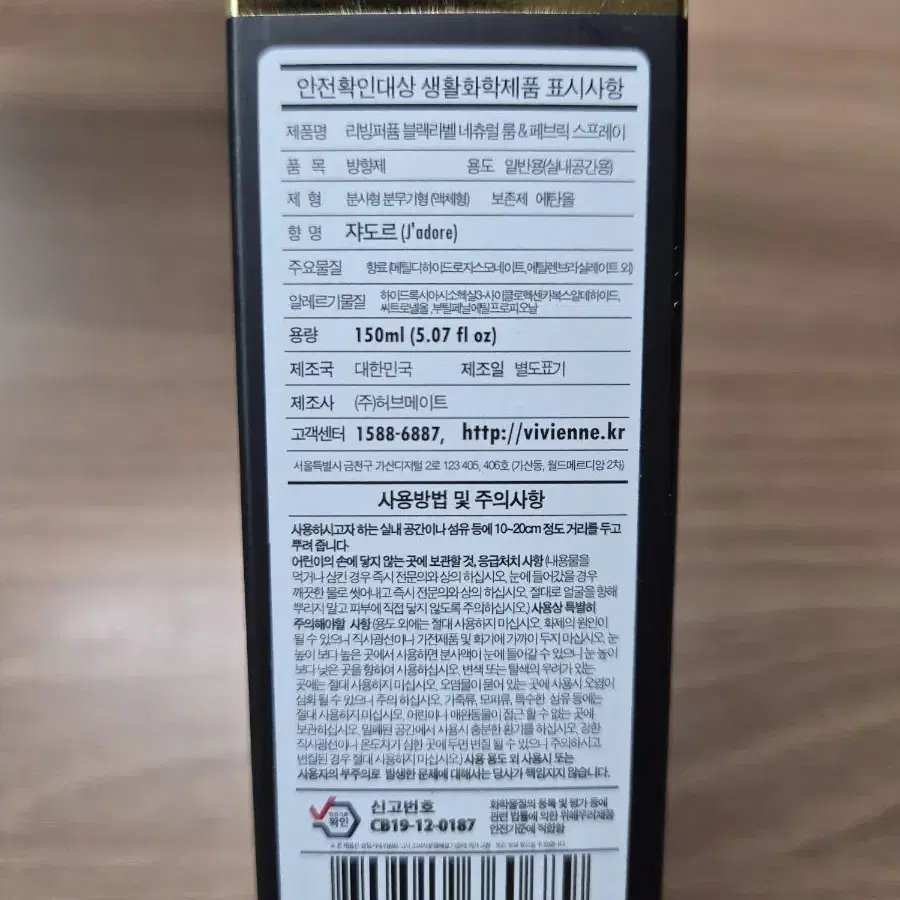 안전확인대상 생활화학제품 표시사항
제품명 리빙퍼퓸 블랙라벨 네츄럴 룸 & 페브릭 스프레이
품 목 방향제 용도 일반용(실내공간용)
제 형 분사형 분무기형 (액체형) 보존제 에탄올
향 명 쟈도르 (J'adore)
주요물질 향료 (메틸디하이드로자스모네이트,에틸렌브라실레이트 외)
알레르기물질 하이드록시이소헥실3-사이클로헥센카복스알데하이드,
씨트로넬올 ,부틸페닐메틸프로피오날
용량 150ml (5.07 fl oz)
제조국 대한민국 제조일 별도표기
제조사 (주)허브메이트
고객센터 1588-6887, http://vivienne.kr
서울특별시 금천구 가산디지털 2로 123 405, 406호 (가산동, 월드메르디앙 2차)
사용방법 및 주의사항
사용하시고자 하는 실내 공간이나 섬유 등에 10~20cm 정도 거리를 두고
뿌려 줍니다.
어린이의 손에 닿지 않는 곳에 보관할 것, 응급처치 사항 (내용물을
먹거나 삼킨 경우 즉시 전문의와 상의 하십시오, 눈에 들어갔을 경우
깨끗한 물로 씻어내고 즉시 전문의와 상의 하십시오, 절대로 얼굴을 향해
뿌리지 말고 피부에 직접 닿지 않도록 주의하십시오.) 사용상 특별히
주의해야할 사항 (용도 외에는 절대 사용하지 마십시오, 화재의 원인이
될 수 있으니 직사광선이나 가전제품 및 화기에 가까이 두지 마십시오, 눈
높이 보다 높은 곳에서 사용하면 분사액이 눈에 들어갈 수 있으니 눈 높이
보다 낮은 곳을 향하여 사용하십시오, 변색 또는 탈색의 우려가 있는
곳에는 절대 사용하지 마십시오, 오염물이 묻어 있는 곳에 사용시 오염이
심화 될 수 있으니 주의 하십시오, 가죽류, 모피류, 특수한 섬유 등에는
절대 사용하지 마십시오, 어린이나 애완동물이 접근 할 수 없는 곳에
보관하십시오, 밀폐된 공간에서 사용시 충분한 환기를 하십시오, 강한
직사광선이나 온도차가 심한 곳에 두면 변질 될 수 있으니 주의하시고
변질된 경우 절대 사용하지 마십시오.) 사용 용도 외 사용시 또는
사용자의 부주의로 발생한 문제에 대해서는 당사가 책임지지 않습니다.
확인
신고번호
CB19-12-0187
화학물질의 등록 및 평가 등에
관련 법률에 의한 위해우려제품
안전기준에 적합함